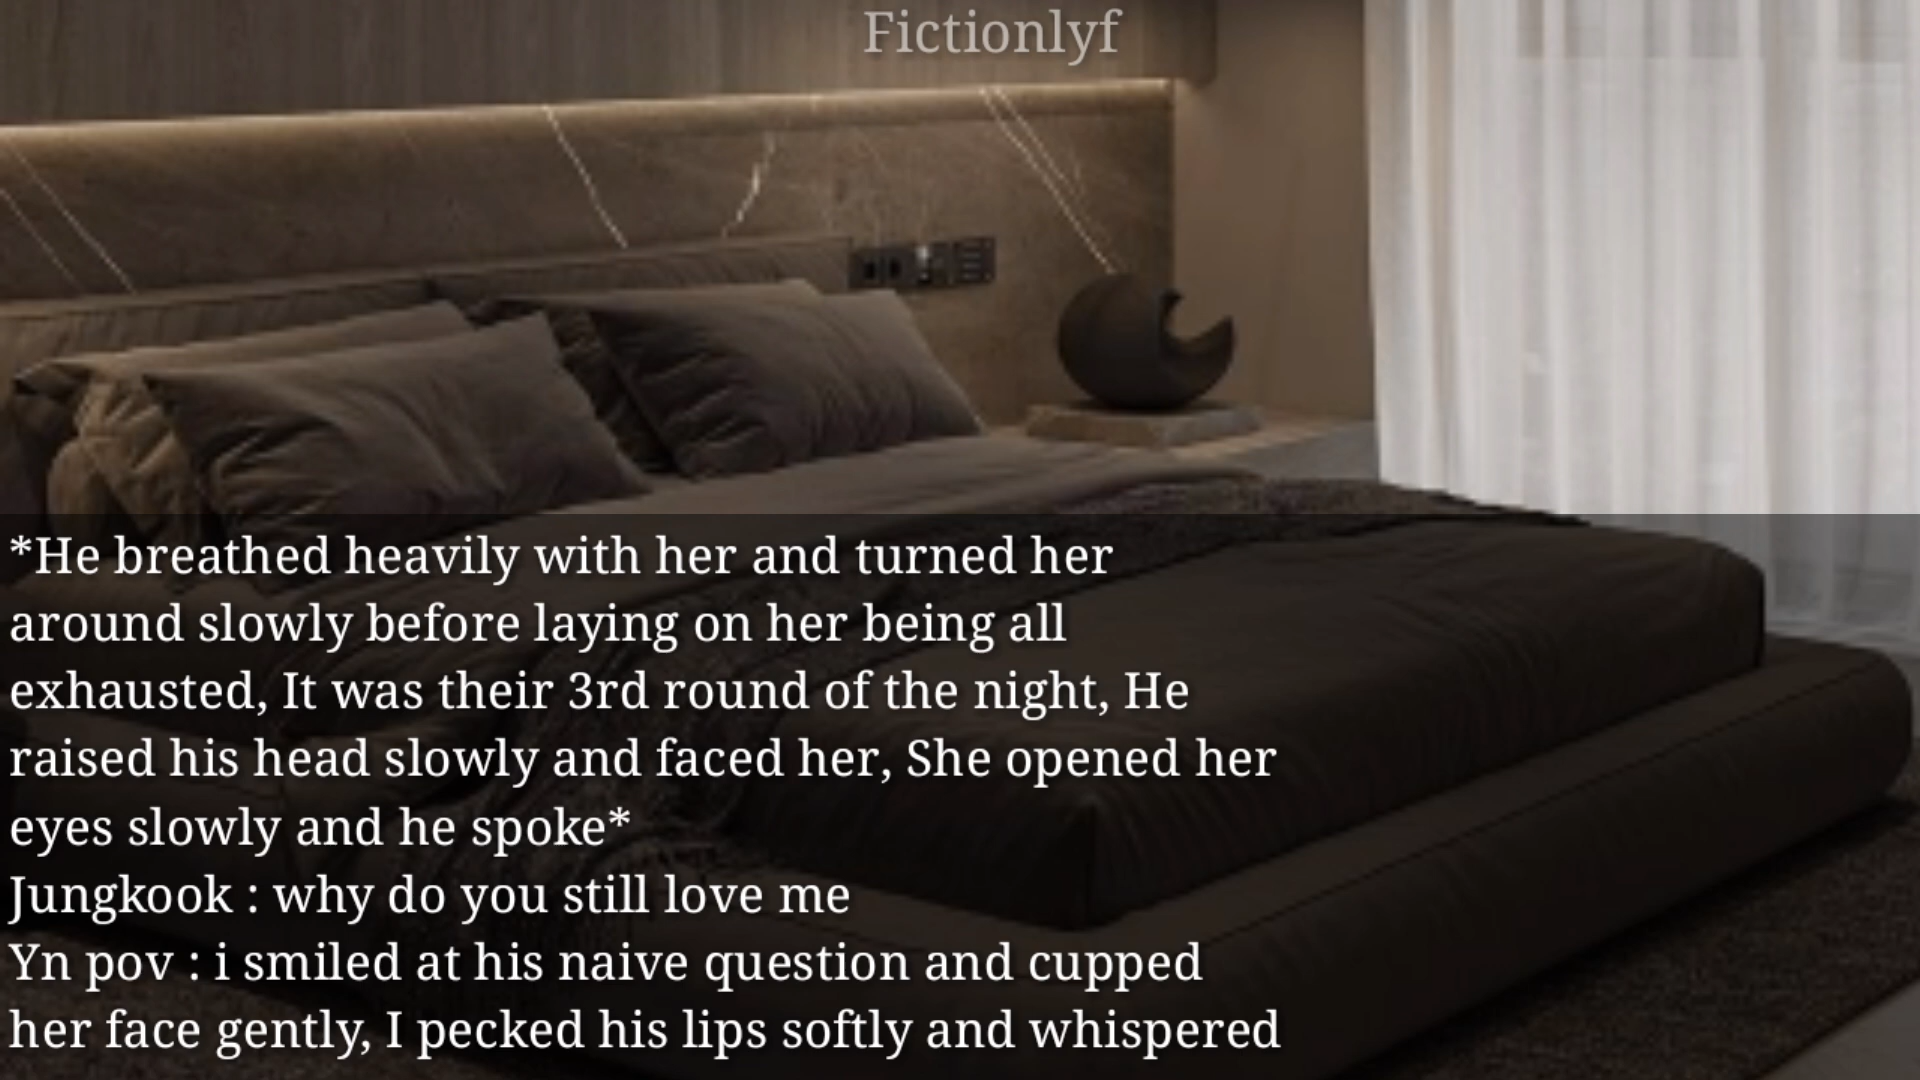 Fictionlyf
*He breathed heavily with her and turned her
around slowly before laying on her being all
exhausted, It was their 3rd round of the night, He
raised his head slowly and faced her, She opened her
eyes slowly and he spoke*
Jungkook : why do you still love me
Yn pov : i smiled at his naive question and cupped
her face gently, I pecked his lips softly and whispered